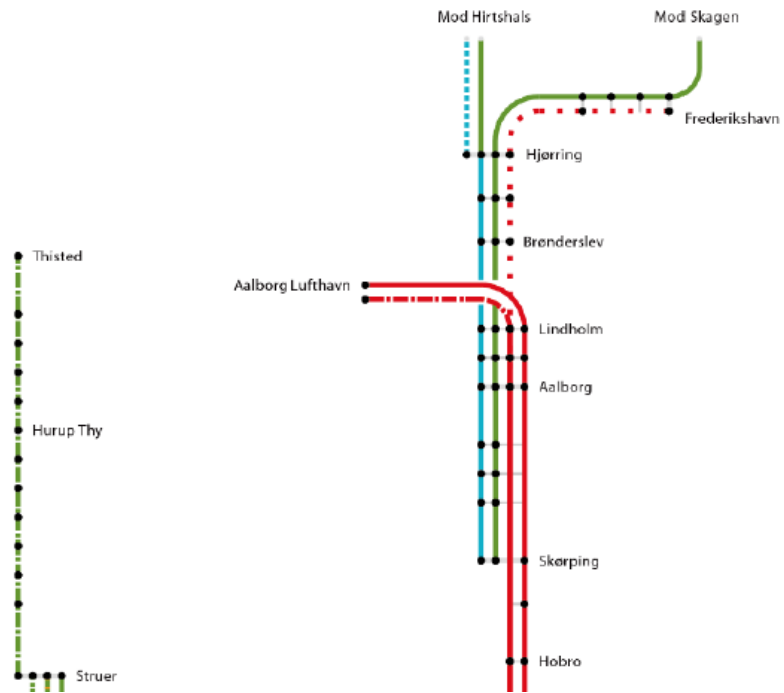 Mod Hirtshals
Mod Skagen
Frederikshavn
Hjørring
Brønderslev
Thisted
Aalborg Lufthavn
Lindholm
Aalborg
Hurup Thy
Skørping
Hobro
Struer